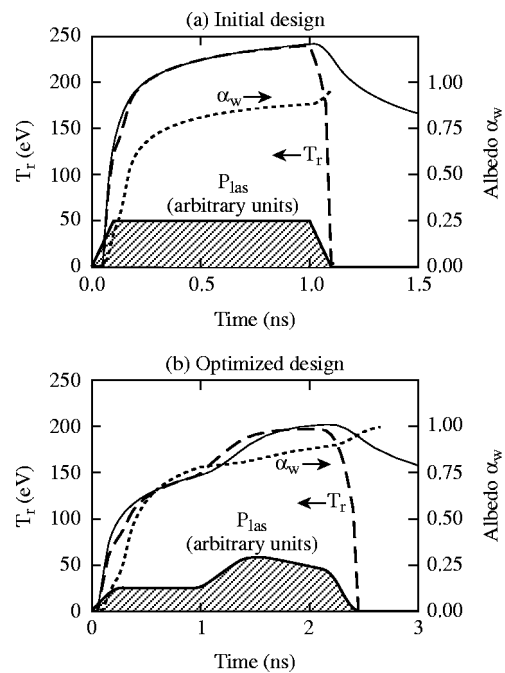 (a) Initial design
250
200
150
100
50
0
T_r (eV)
1.00
0.75
0.50
0.25
0.00
Albedo α_w
α_w
T_r
P_las
(arbitrary units)
0.0
0.5
1.0
1.5
Time (ns)
(b) Optimized design
250
200
150
100
50
0
T_r (eV)
1.00
0.75
0.50
0.25
0.00
Albedo α_w
α_w
T_r
P_las
(arbitrary units)
0
1
2
3
Time (ns)